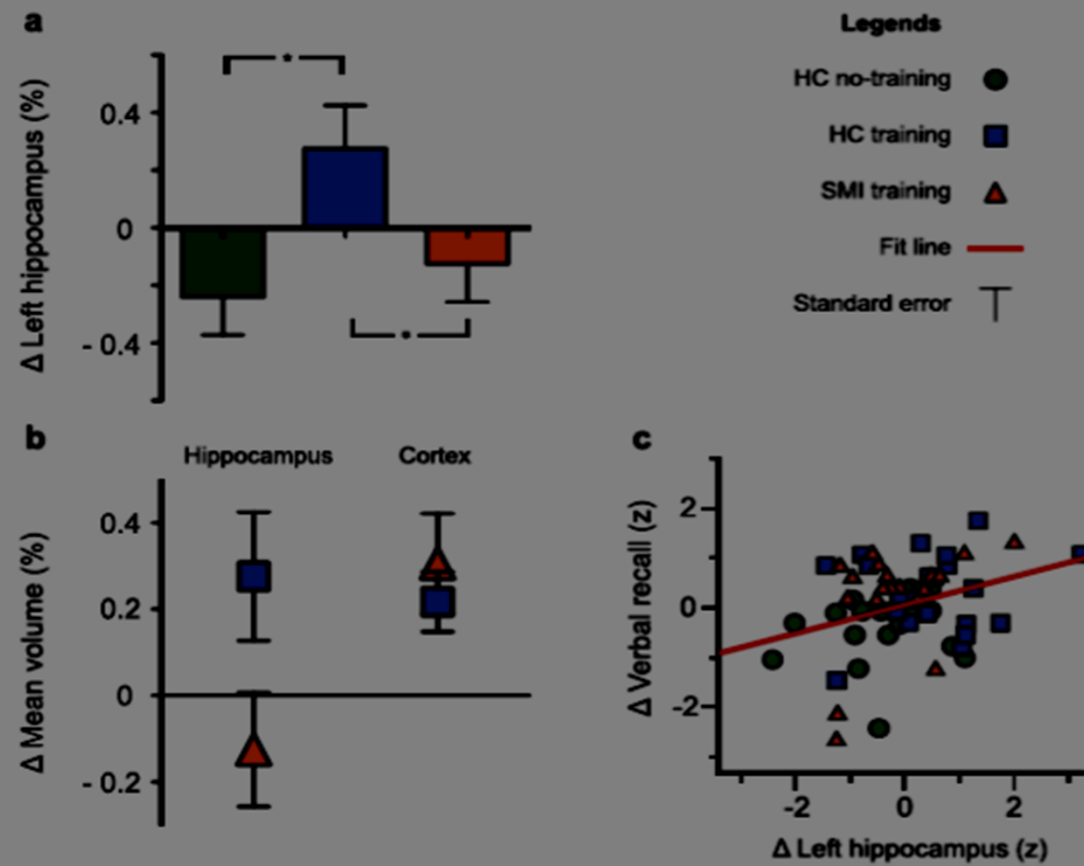 a
Δ Left hippocampus (%)
0.4
0
- 0.4
*
*
Legends
HC no-training
HC training
SMI training
Fit line
Standard error
b
Hippocampus
Cortex
Δ Mean volume (%)
0.4
0.2
0
- 0.2
c
Δ Verbal recall (z)
2
0
-2
-2
0
2
Δ Left hippocampus (z)